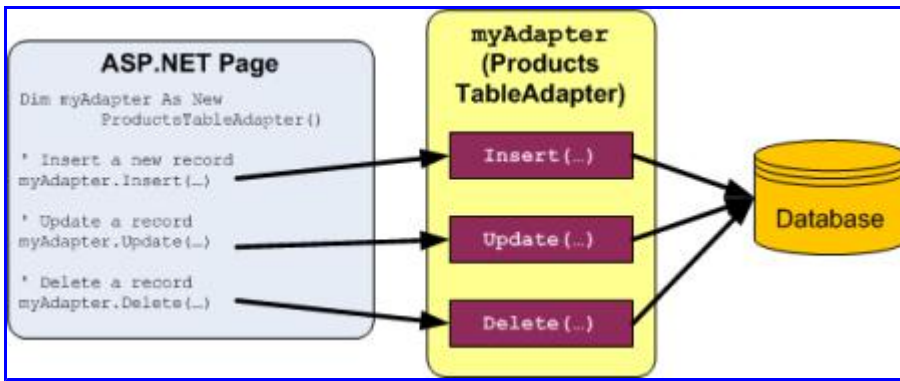 ASP.NET Page
Dim myAdapter As New
ProductsTableAdapter()
' Insert a new record
myAdapter.Insert(…)
' Update a record
myAdapter.Update(…)
' Delete a record
myAdapter.Delete(…)
myAdapter
(Products
TableAdapter)
Insert(…)
Update(…)
Delete(…)
Database